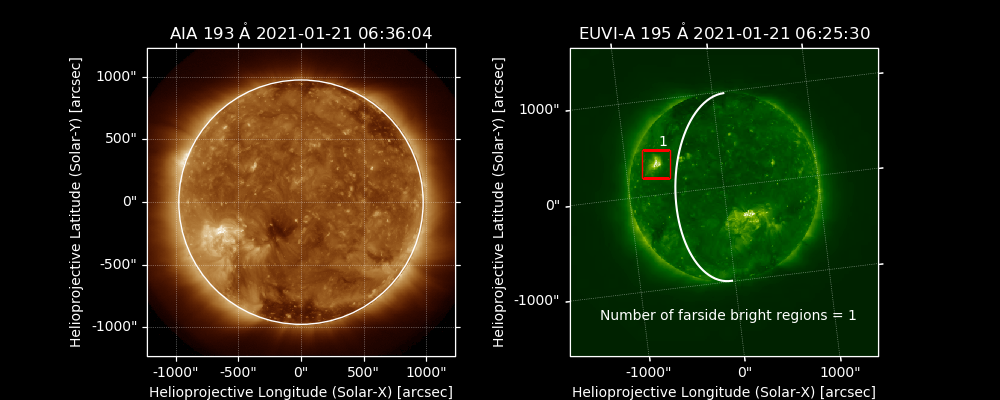 AIA 193 Å 2021-01-21 06:36:04
Helioprojective Latitude (Solar-Y) [arcsec]
1000"
500"
0"
-500"
-1000"
-1000" -500" 0" 500" 1000"
Helioprojective Longitude (Solar-X) [arcsec]
EUVI-A 195 Å 2021-01-21 06:25:30
Helioprojective Latitude (Solar-Y) [arcsec]
1000"
0"
-1000"
1
Number of farside bright regions = 1
-1000" 0" 1000"
Helioprojective Longitude (Solar-X) [arcsec]